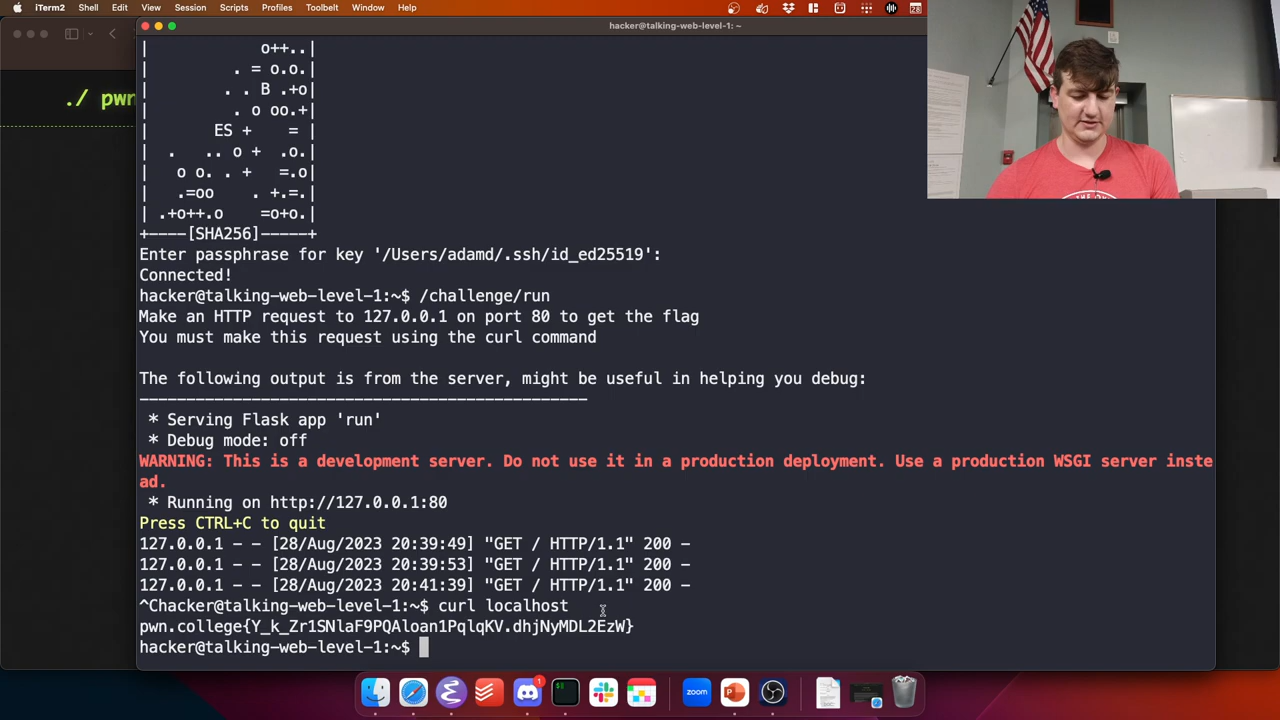 iTerm2 Shell Edit View Session Scripts Profiles Toolbelt Window Help
hacker@talking-web-level-1: ~
./ pwn
| o++..|
| . = o.o.|
| . . B .+o|
| . o oo.+|
| ES + = |
| . .. o + .o.|
| o o. . + =.o|
| .=oo . +.=.|
| .+o++.o =o+o.|
+----[SHA256]-----+
Enter passphrase for key '/Users/adamd/.ssh/id_ed25519':
Connected!
hacker@talking-web-level-1:~$ /challenge/run
Make an HTTP request to 127.0.0.1 on port 80 to get the flag
You must make this request using the curl command
The following output is from the server, might be useful in helping you debug:
* Serving Flask app 'run'
* Debug mode: off
WARNING: This is a development server. Do not use it in a production deployment. Use a production WSGI server inste
ad.
* Running on http://127.0.0.1:80
Press CTRL+C to quit
127.0.0.1 - - [28/Aug/2023 20:39:49] "GET / HTTP/1.1" 200 -
127.0.0.1 - - [28/Aug/2023 20:39:53] "GET / HTTP/1.1" 200 -
127.0.0.1 - - [28/Aug/2023 20:41:39] "GET / HTTP/1.1" 200 -
^Chacker@talking-web-level-1:~$ curl localhost
pwn.college{Y_k_Zr1SNlaF9PQAloan1PqlqKV.dhjNyMDL2EzW}
hacker@talking-web-level-1:~$
zoom